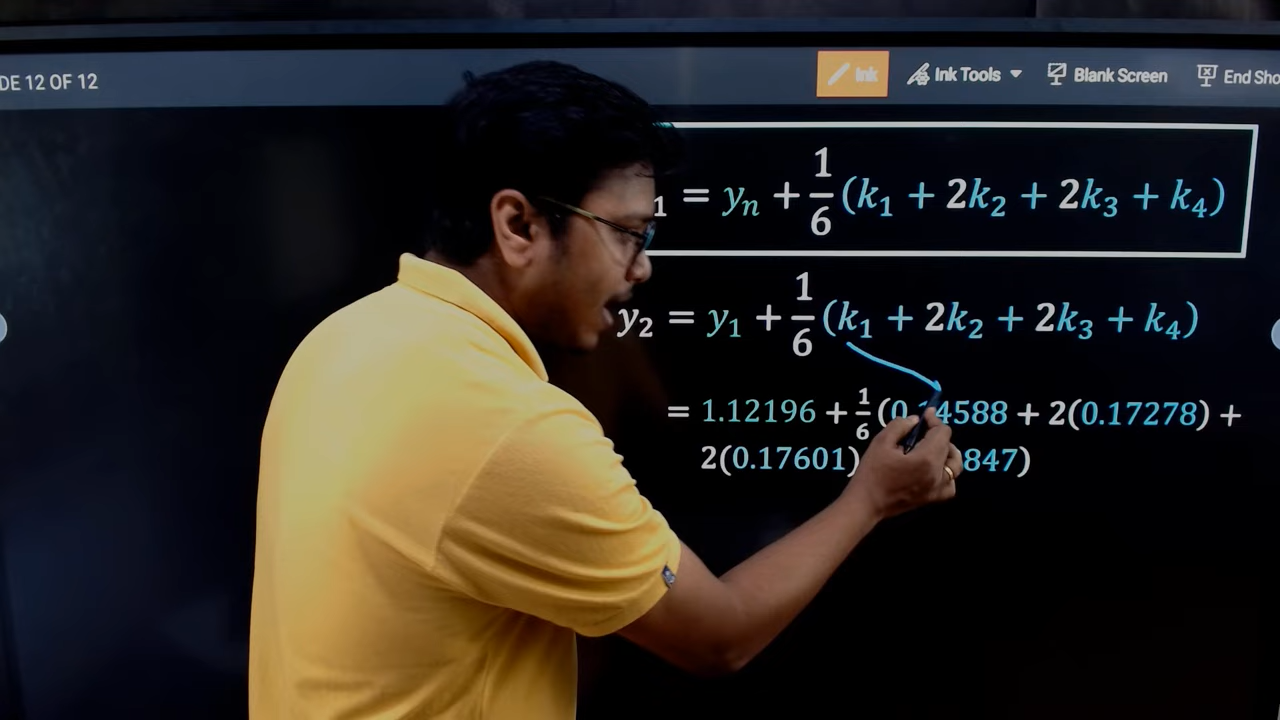 DE 12 OF 12
Ink
Ink Tools
Blank Screen
End Sho
1 = yₙ + 1/6 (k₁ + 2k₂ + 2k₃ + k₄)
y₂ = y₁ + 1/6 (k₁ + 2k₂ + 2k₃ + k₄)
= 1.12196 + 1/6 (0.14588 + 2(0.17278) +
2(0.17601) 847)